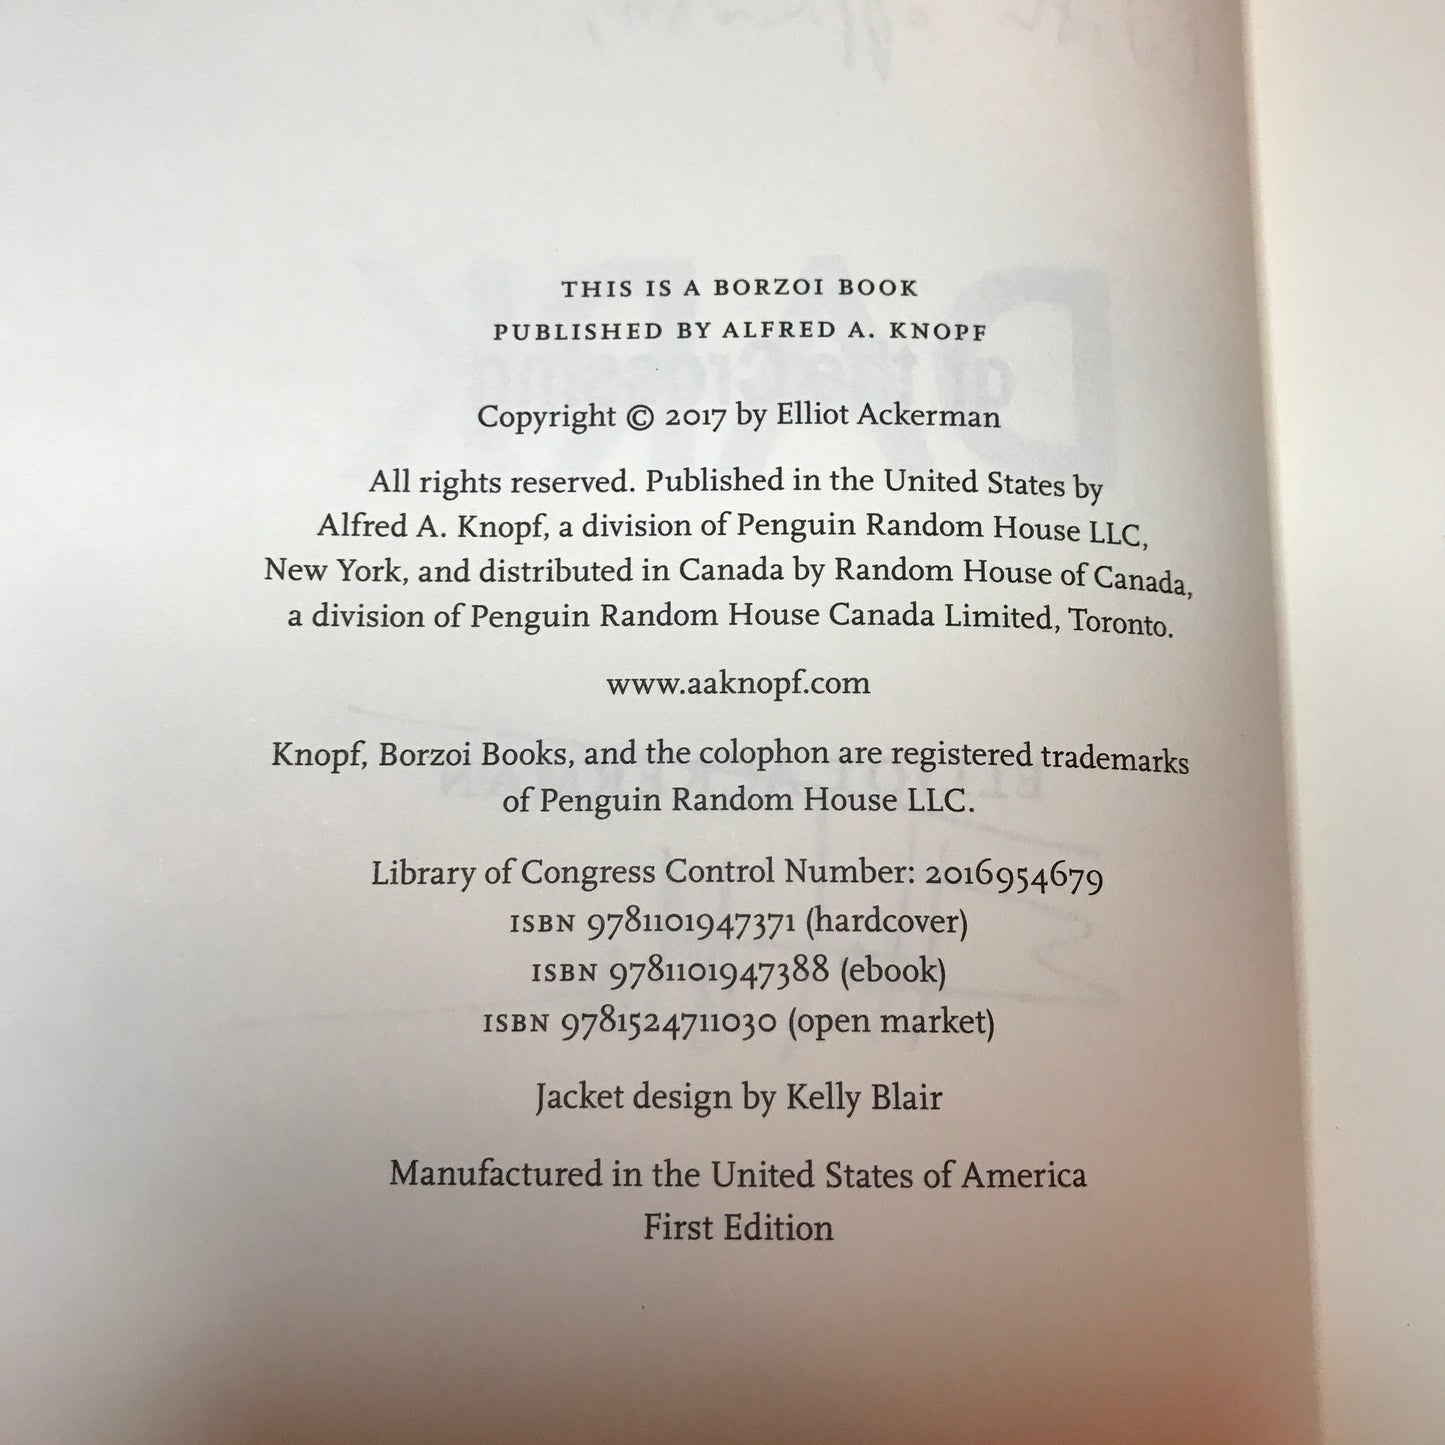 THIS IS A BORZOI BOOK
PUBLISHED BY ALFRED A. KNOPF
Copyright © 2017 by Elliot Ackerman
All rights reserved. Published in the United States by
Alfred A. Knopf, a division of Penguin Random House LLC,
New York, and distributed in Canada by Random House of Canada,
a division of Penguin Random House Canada Limited, Toronto.
www.aaknopf.com
Knopf, Borzoi Books, and the colophon are registered trademarks
of Penguin Random House LLC.
Library of Congress Control Number: 2016954679
ISBN 9781101947371 (hardcover)
ISBN 9781101947388 (ebook)
ISBN 9781524711030 (open market)
Jacket design by Kelly Blair
Manufactured in the United States of America
First Edition